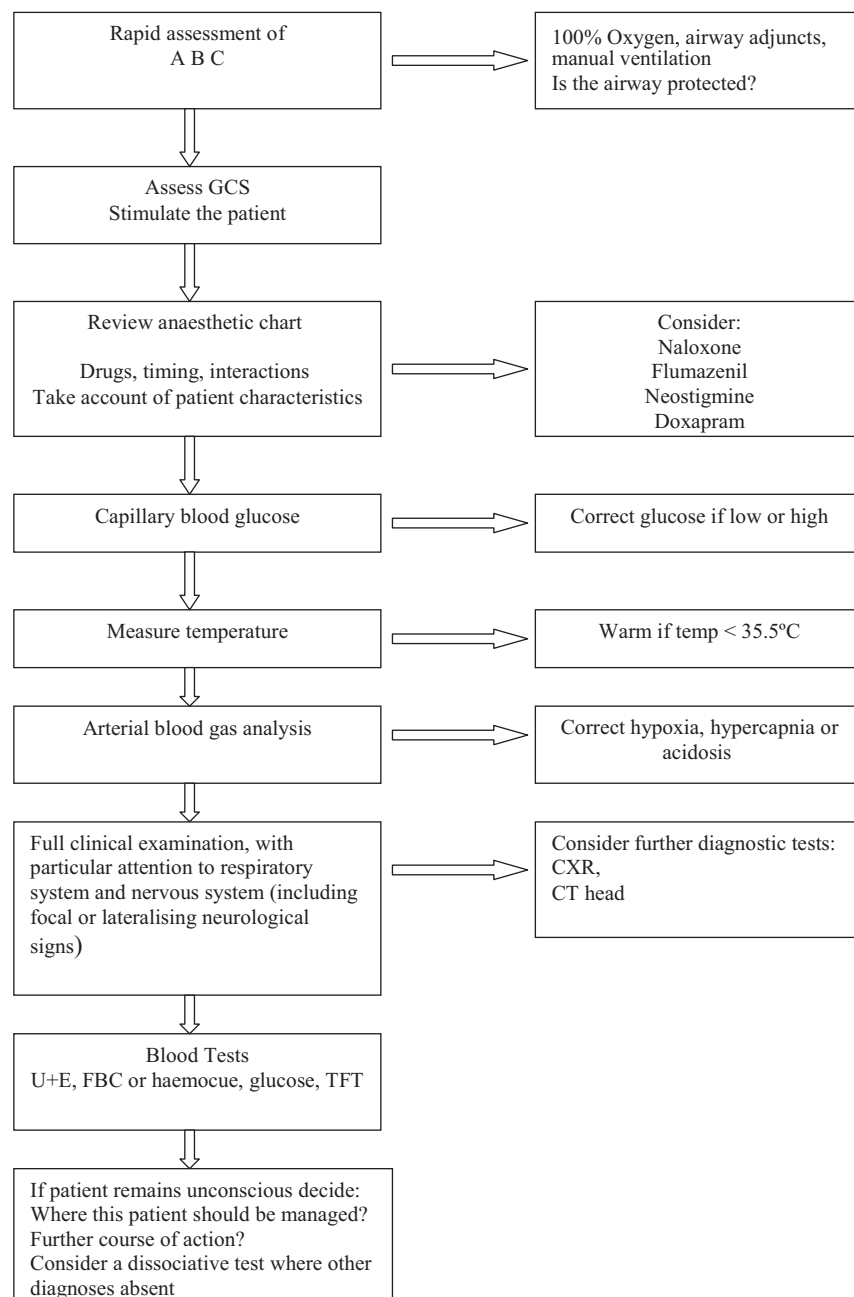 Rapid assessment of
A B C
100% Oxygen, airway adjuncts,
manual ventilation
Is the airway protected?
Assess GCS
Stimulate the patient
Review anaesthetic chart
Drugs, timing, interactions
Take account of patient characteristics
Consider:
Naloxone
Flumazenil
Neostigmine
Doxapram
Capillary blood glucose
Correct glucose if low or high
Measure temperature
Warm if temp < 35.5ºC
Arterial blood gas analysis
Correct hypoxia, hypercapnia or
acidosis
Full clinical examination, with
particular attention to respiratory
system and nervous system (including
focal or lateralising neurological
signs)
Consider further diagnostic tests:
CXR,
CT head
Blood Tests
U+E, FBC or haemocue, glucose, TFT
If patient remains unconscious decide:
Where this patient should be managed?
Further course of action?
Consider a dissociative test where other
diagnoses absent